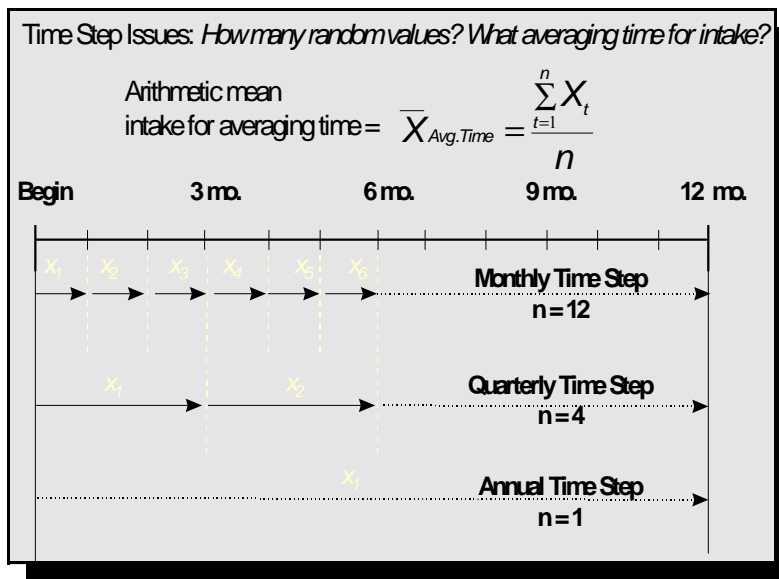 Time Step Issues: How many random values? What averaging time for intake?
Arithmetic mean
intake for averaging time = X̄ Avg.Time = ∑ⁿₜ₌₁ Xₜ / n
Begin 3 mo. 6 mo. 9 mo. 12 mo.
x₁ x₂ x₃ x₄ x₅ x₆
Monthly Time Step
n = 12
x₁ x₂
Quarterly Time Step
n = 4
x₁
Annual Time Step
n = 1